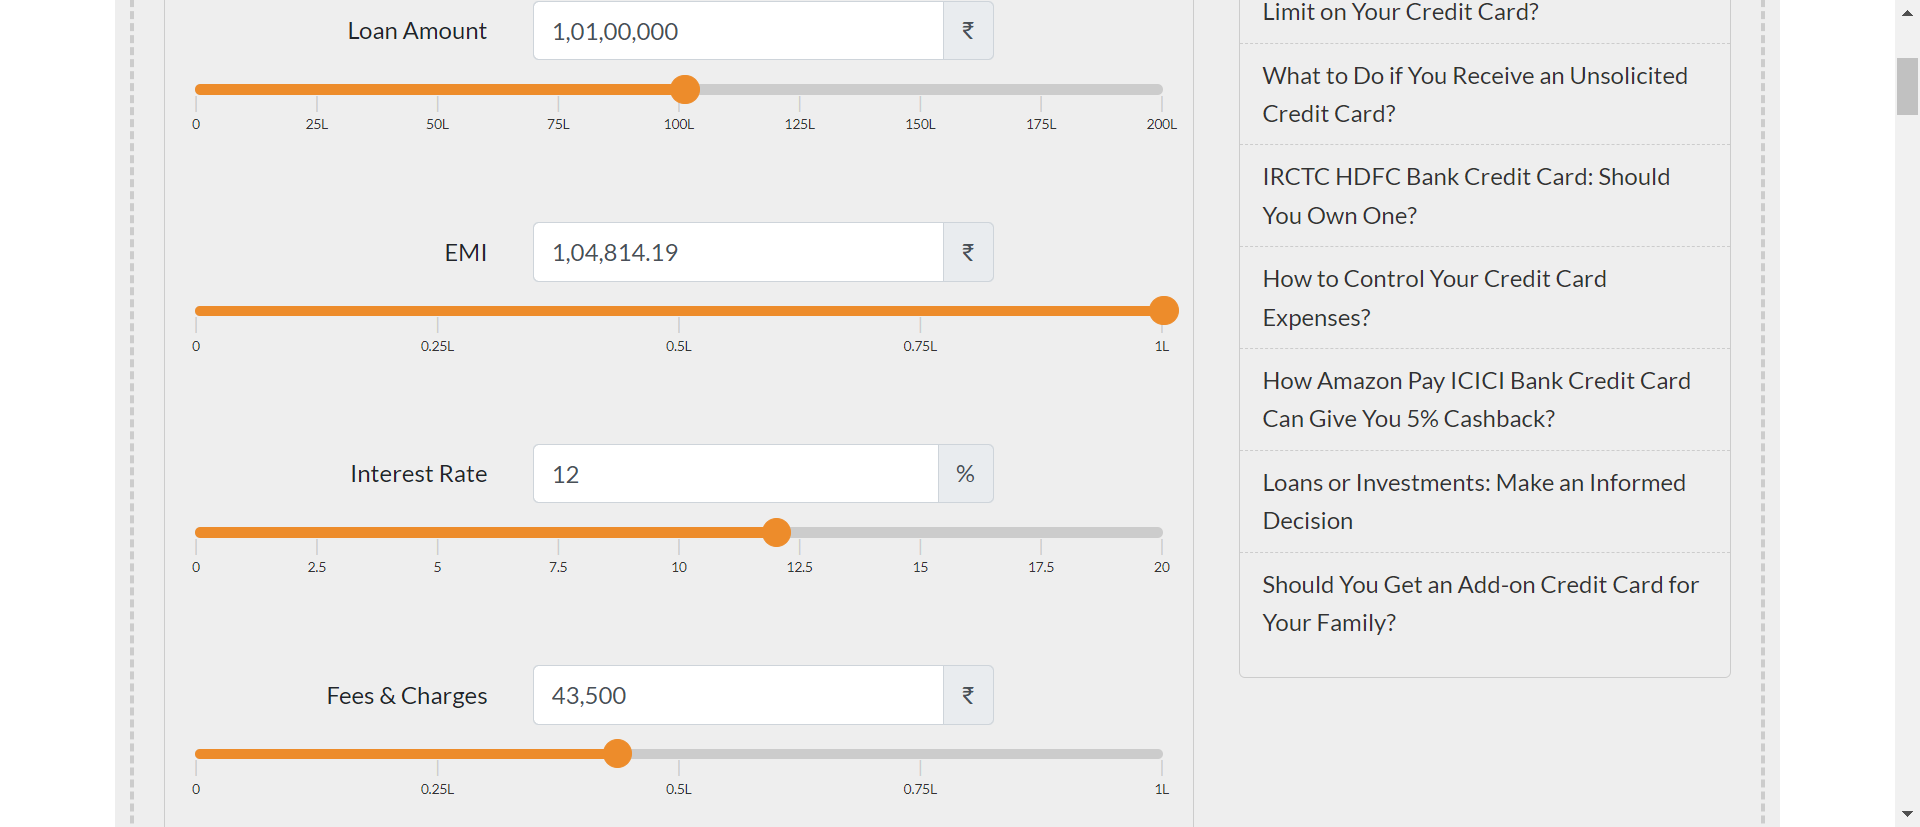 Loan Amount
1,01,00,000 ₹
0 25L 50L 75L 100L 125L 150L 175L 200L
EMI
1,04,814.19 ₹
0 0.25L 0.5L 0.75L 1L
Interest Rate
12 %
0 2.5 5 7.5 10 12.5 15 17.5 20
Fees & Charges
43,500 ₹
0 0.25L 0.5L 0.75L 1L
Limit on Your Credit Card?
What to Do if You Receive an Unsolicited
Credit Card?
IRCTC HDFC Bank Credit Card: Should
You Own One?
How to Control Your Credit Card
Expenses?
How Amazon Pay ICICI Bank Credit Card
Can Give You 5% Cashback?
Loans or Investments: Make an Informed
Decision
Should You Get an Add-on Credit Card for
Your Family?